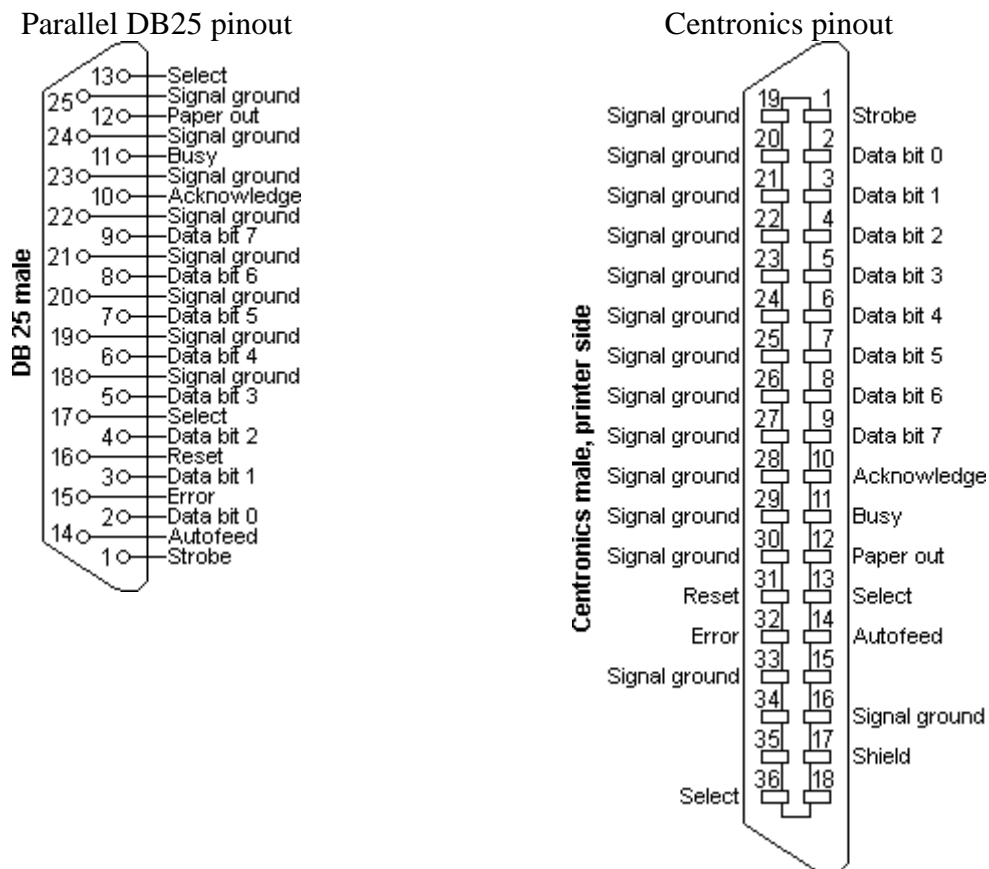 Parallel DB25 pinout
DB 25 male
13 Select
25 Signal ground
12 Paper out
24 Signal ground
11 Busy
23 Signal ground
10 Acknowledge
22 Signal ground
9 Data bit 7
21 Signal ground
8 Data bit 6
20 Signal ground
7 Data bit 5
19 Signal ground
6 Data bit 4
18 Signal ground
5 Data bit 3
17 Select
4 Data bit 2
16 Reset
3 Data bit 1
15 Error
2 Data bit 0
14 Autofeed
1 Strobe
Centronics pinout
Centronics male, printer side
Signal ground 19 1 Strobe
Signal ground 20 2 Data bit 0
Signal ground 21 3 Data bit 1
Signal ground 22 4 Data bit 2
Signal ground 23 5 Data bit 3
Signal ground 24 6 Data bit 4
Signal ground 25 7 Data bit 5
Signal ground 26 8 Data bit 6
Signal ground 27 9 Data bit 7
Signal ground 28 10 Acknowledge
Signal ground 29 11 Busy
Signal ground 30 12 Paper out
Reset 31 13 Select
Error 32 14 Autofeed
Signal ground 33 15
34 16 Signal ground
35 17 Shield
Select 36 18